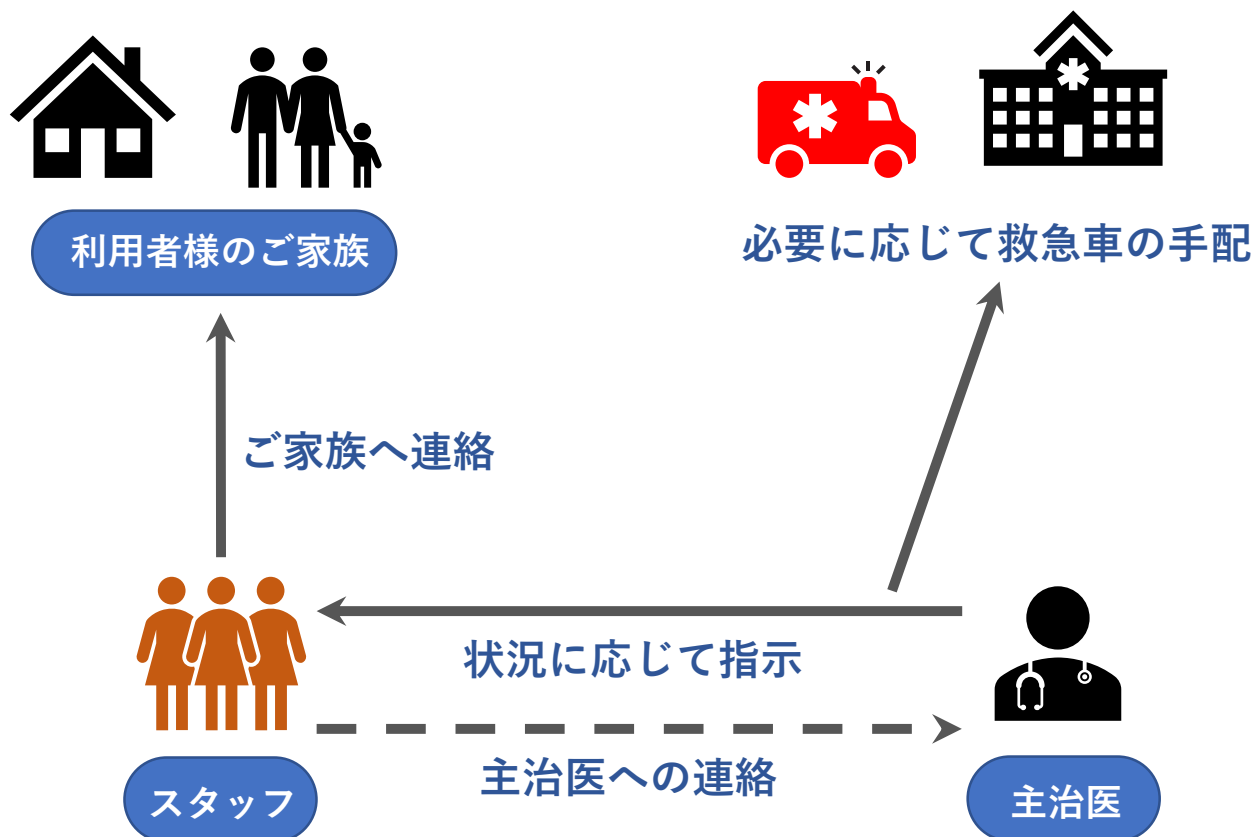 利用者様のご家族
必要に応じて救急車の手配
ご家族へ連絡
状況に応じて指示
主治医への連絡
スタッフ
主治医